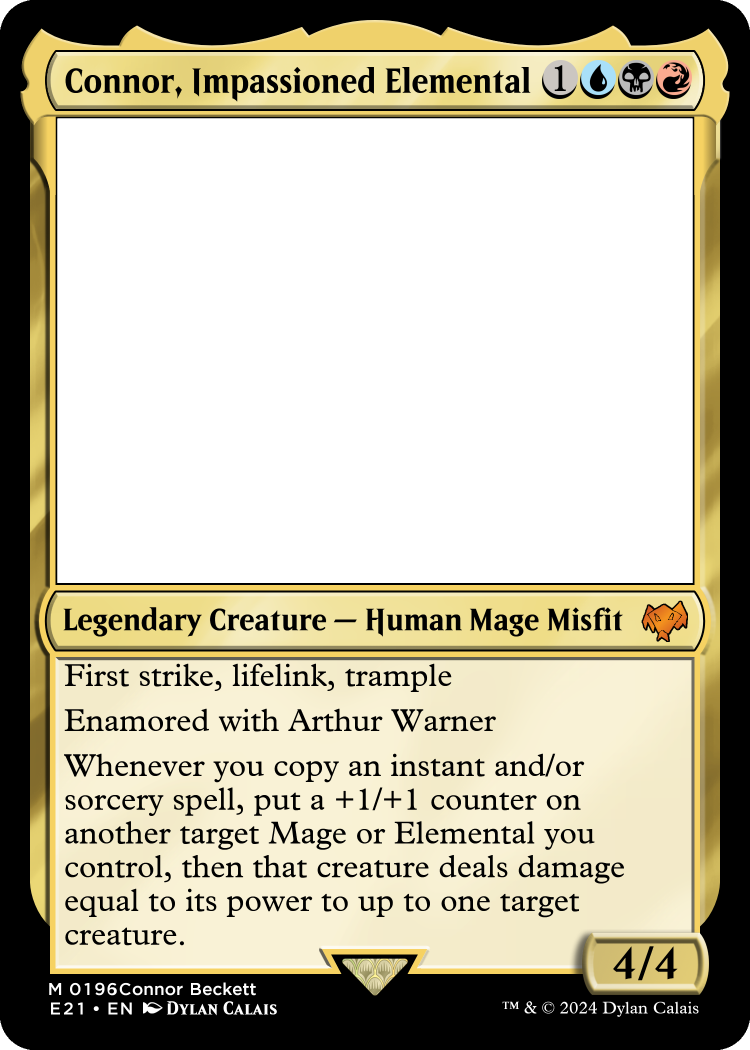 Connor, Impassioned Elemental 1
Legendary Creature — Human Mage Misfit
First strike, lifelink, trample
Enamored with Arthur Warner
Whenever you copy an instant and/or
sorcery spell, put a +1/+1 counter on
another target Mage or Elemental you
control, then that creature deals damage
equal to its power to up to one target
creature.
4/4
M 0196Connor Beckett
E21 • EN DYLAN CALAIS
™ & © 2024 Dylan Calais